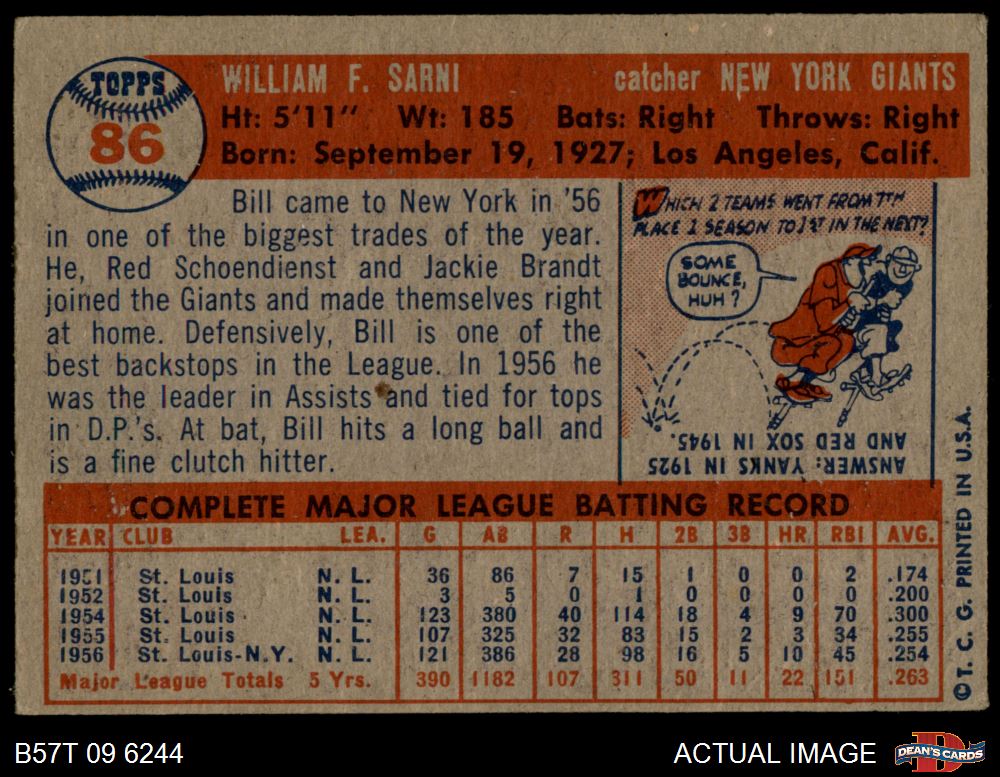 TOPPS
86
WILLIAM F. SARNI catcher NEW YORK GIANTS
Ht: 5'11" Wt: 185 Bats: Right Throws: Right
Born: September 19, 1927; Los Angeles, Calif.
Bill came to New York in '56
in one of the biggest trades of the year.
He, Red Schoendienst and Jackie Brandt
joined the Giants and made themselves right
at home. Defensively, Bill is one of the
best backstops in the League. In 1956 he
was the leader in Assists and tied for tops
in D.P.'s. At bat, Bill hits a long ball and
is a fine clutch hitter.
WHICH 2 TEAMS WENT FROM 7TH
PLACE 1 SEASON TO 1ST IN THE NEXT?
SOME
BOUNCE,
HUH?
ANSWER: YANKS IN 1925
AND RED SOX IN 1945.
COMPLETE MAJOR LEAGUE BATTING RECORD
YEAR CLUB LEA. G AB R H 2B 3B HR RBI AVG.
1951 St. Louis N. L. 36 86 7 15 1 0 0 2 .174
1952 St. Louis N. L. 3 5 0 1 0 0 0 0 .200
1954 St. Louis N. L. 123 380 40 114 18 4 9 70 .300
1955 St. Louis N. L. 107 325 32 83 15 2 3 34 .255
1956 St. Louis-N.Y. N. L. 121 386 28 98 16 5 10 45 .254
Major League Totals 5 Yrs. 390 1182 107 311 50 11 22 151 .263
©T. C. G. PRINTED IN U.S.A.
B57T 09 6244
ACTUAL IMAGE
D
DEAN'S CARDS